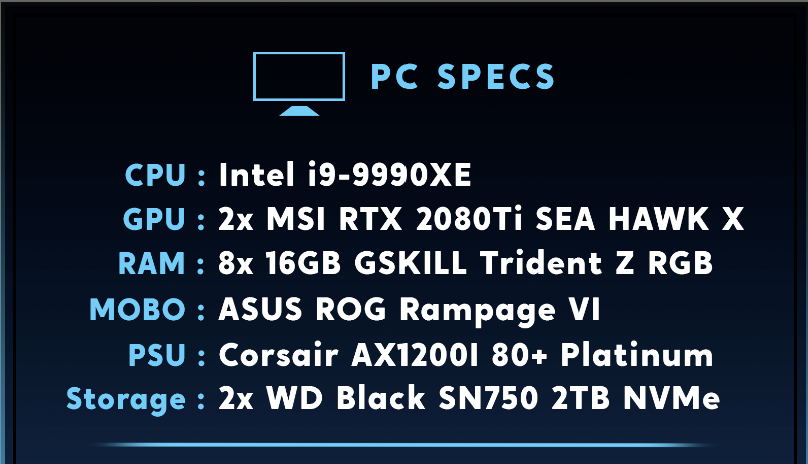 PC SPECS
CPU : Intel i9-9990XE
GPU : 2x MSI RTX 2080Ti SEA HAWK X
RAM : 8x 16GB GSKILL Trident Z RGB
MOBO : ASUS ROG Rampage VI
PSU : Corsair AX1200I 80+ Platinum
Storage : 2x WD Black SN750 2TB NVMe